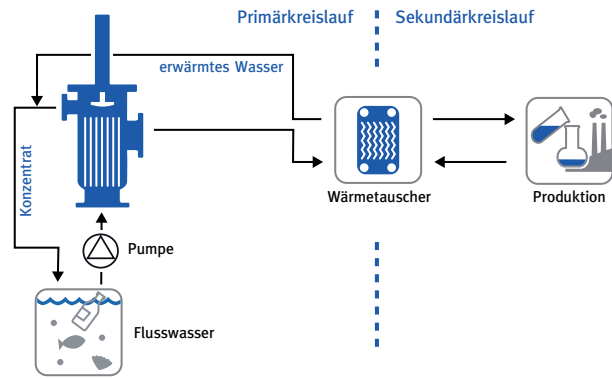 Primärkreislauf
Sekundärkreislauf
erwärmtes Wasser
Konzentrat
Wärmetauscher
Produktion
Pumpe
Flusswasser